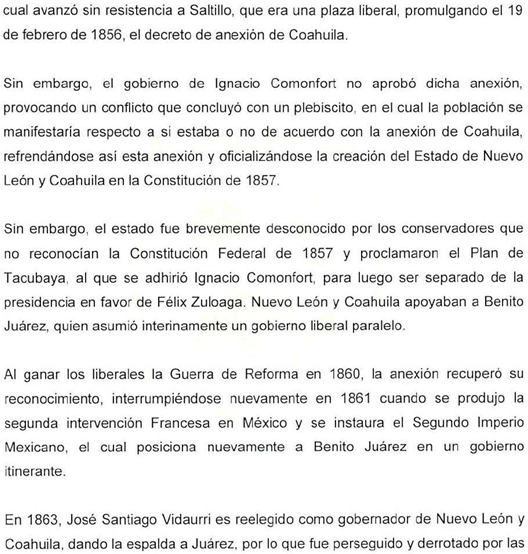 cual avanzó sin resistencia a Saltillo, que era una plaza liberal, promulgando el 19
de febrero de 1856, el decreto de anexión de Coahuila.
Sin embargo, el gobierno de Ignacio Comonfort no aprobó dicha anexión,
provocando un conflicto que concluyó con un plebiscito, en el cual la población se
manifestaría respecto a si estaba o no de acuerdo con la anexión de Coahuila,
refrendándose así esta anexión y oficializándose la creación del Estado de Nuevo
León y Coahuila en la Constitución de 1857.
Sin embargo, el estado fue brevemente desconocido por los conservadores que
no reconocían la Constitución Federal de 1857 y proclamaron el Plan de
Tacubaya, al que se adhirió Ignacio Comonfort, para luego ser separado de la
presidencia en favor de Félix Zuloaga. Nuevo León y Coahuila apoyaban a Benito
Juárez, quien asumió interinamente un gobierno liberal paralelo.
Al ganar los liberales la Guerra de Reforma en 1860, la anexión recuperó su
reconocimiento, interrumpiéndose nuevamente en 1861 cuando se produjo la
segunda intervención Francesa en México y se instaura el Segundo Imperio
Mexicano, el cual posiciona nuevamente a Benito Juárez en un gobierno
itinerante.
En 1863, José Santiago Vidaurri es reelegido como gobernador de Nuevo León y
Coahuila, dando la espalda a Juárez, por lo que fue perseguido y derrotado por las